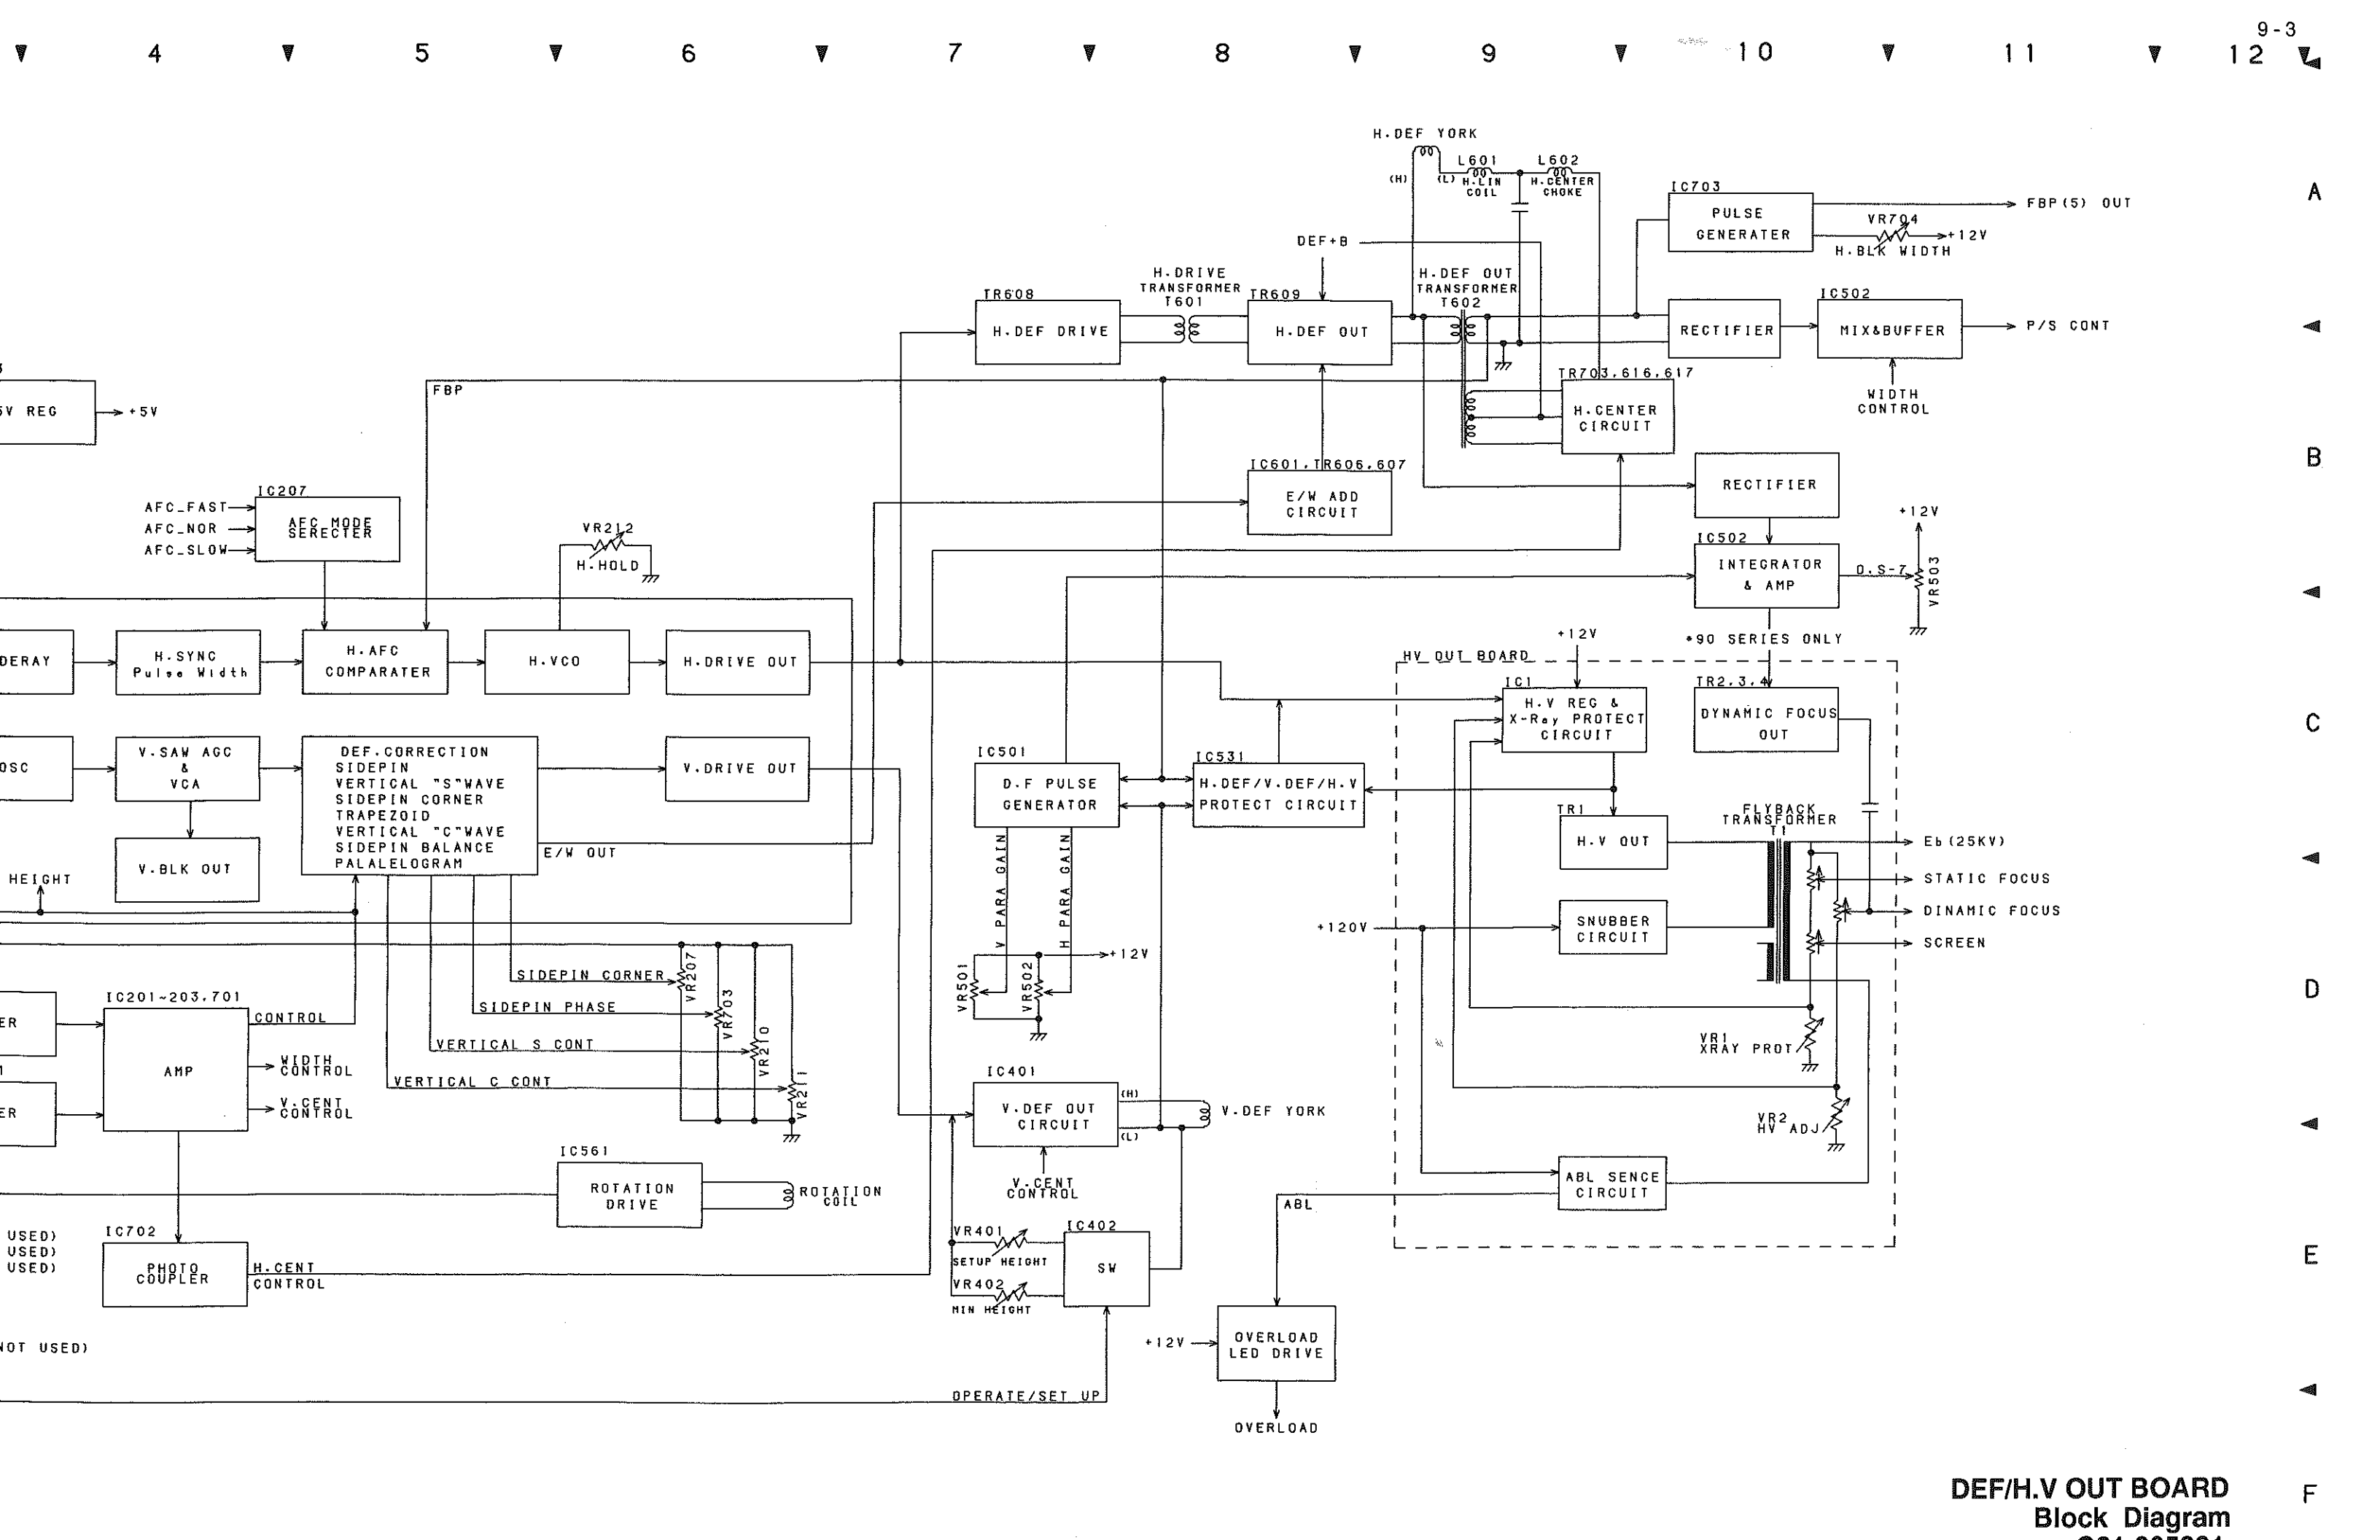 9-3
4 5 6 7 8 9 10 11 12
H.DEF YORK
L601
L602
(H)
(L)
H.LIN
COIL
H.CENTER
CHOKE
IC703
PULSE
GENERATER
FBP(5) OUT
VR704
+12V
H.BLK WIDTH
A
DEF+B
H.DRIVE
TRANSFORMER
T601
H.DEF OUT
TRANSFORMER
T602
TR608
H.DEF DRIVE
TR609
H.DEF OUT
RECTIFIER
IC502
MIX&BUFFER
P/S CONT
WIDTH
CONTROL
FBP
TR703,616,617
H.CENTER
CIRCUIT
5V REG
+5V
B
IC601,TR606,607
E/W ADD
CIRCUIT
RECTIFIER
IC207
AFC MODE
SERECTER
AFC_FAST
AFC_NOR
AFC_SLOW
VR212
H.HOLD
+12V
IC502
INTEGRATOR
& AMP
D.S-7
VR503
*90 SERIES ONLY
+12V
HV OUT BOARD
DERAY
H.SYNC
Pulse Width
H.AFC
COMPARATER
H.VCO
H.DRIVE OUT
IC1
H.V REG &
X-Ray PROTECT
CIRCUIT
TR2,3,4
DYNAMIC FOCUS
OUT
C
OSC
V.SAW AGC
&
VCA
DEF.CORRECTION
SIDEPIN
VERTICAL "S"WAVE
SIDEPIN CORNER
TRAPEZOID
VERTICAL "C"WAVE
SIDEPIN BALANCE
PALALELOGRAM
V.DRIVE OUT
E/W OUT
IC501
D.F PULSE
GENERATOR
IC531
H.DEF/V.DEF/H.V
PROTECT CIRCUIT
TR1
H.V OUT
FLYBACK
TRANSFORMER
T1
Eb(25KV)
STATIC FOCUS
DINAMIC FOCUS
SCREEN
V.BLK OUT
HEIGHT
V PARA GAIN
H PARA GAIN
+120V
SNUBBER
CIRCUIT
+12V
VR501
VR502
D
SIDEPIN CORNER
VR207
SIDEPIN PHASE
VR703
VERTICAL S CONT
VR210
VERTICAL C CONT
VR211
ER
IC201~203,701
AMP
CONTROL
WIDTH
CONTROL
V.CENT
CONTROL
ER
VR1
XRAY PROT
VR2
HV ADJ
IC401
V.DEF OUT
CIRCUIT
(H)
(L)
V.DEF YORK
V.CENT
CONTROL
IC561
ROTATION
DRIVE
ROTATION
COIL
ABL SENCE
CIRCUIT
ABL
USED)
USED)
USED)
IC702
PHOTO
COUPLER
H.CENT
CONTROL
VR401
SETUP HEIGHT
VR402
MIN HEIGHT
IC402
SW
E
NOT USED)
+12V
OVERLOAD
LED DRIVE
OPERATE/SET UP
OVERLOAD
DEF/H.V OUT BOARD
Block Diagram
F